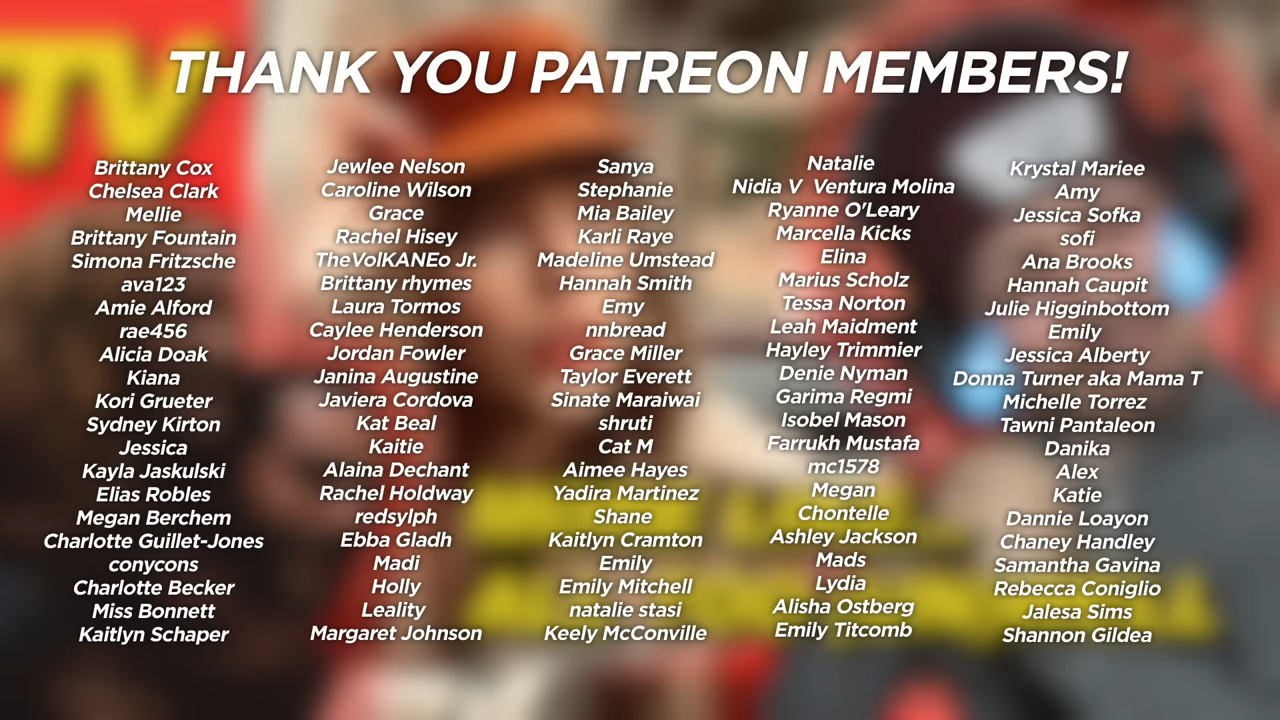 TV
THANK YOU PATREON MEMBERS!
Brittany Cox
Chelsea Clark
Mellie
Brittany Fountain
Simona Fritzsche
ava123
Amie Alford
rae456
Alicia Doak
Kiana
Kori Grueter
Sydney Kirton
Jessica
Kayla Jaskulski
Elias Robles
Megan Berchem
Charlotte Guillet-Jones
conycons
Charlotte Becker
Miss Bonnett
Kaitlyn Schaper
Jewlee Nelson
Caroline Wilson
Grace
Rachel Hisey
TheVolKANEo Jr.
Brittany rhymes
Laura Tormos
Caylee Henderson
Jordan Fowler
Janina Augustine
Javiera Cordova
Kat Beal
Kaitie
Alaina Dechant
Rachel Holdway
redsylph
Ebba Gladh
Madi
Holly
Leality
Margaret Johnson
Sanya
Stephanie
Mia Bailey
Karli Raye
Madeline Umstead
Hannah Smith
Emy
nnbread
Grace Miller
Taylor Everett
Sinate Maraiwai
shruti
Cat M
Aimee Hayes
Yadira Martinez
Shane
Kaitlyn Cramton
Emily
Emily Mitchell
natalie stasi
Keely McConville
Natalie
Nidia V Ventura Molina
Ryanne O'Leary
Marcella Kicks
Elina
Marius Scholz
Tessa Norton
Leah Maidment
Hayley Trimmier
Denie Nyman
Garima Regmi
Isobel Mason
Farrukh Mustafa
mc1578
Megan
Chontelle
Ashley Jackson
Mads
Lydia
Alisha Ostberg
Emily Titcomb
Krystal Mariee
Amy
Jessica Sofka
sofi
Ana Brooks
Hannah Caupit
Julie Higginbottom
Emily
Jessica Alberty
Donna Turner aka Mama T
Michelle Torrez
Tawni Pantaleon
Danika
Alex
Katie
Dannie Loayon
Chaney Handley
Samantha Gavina
Rebecca Coniglio
Jalesa Sims
Shannon Gildea